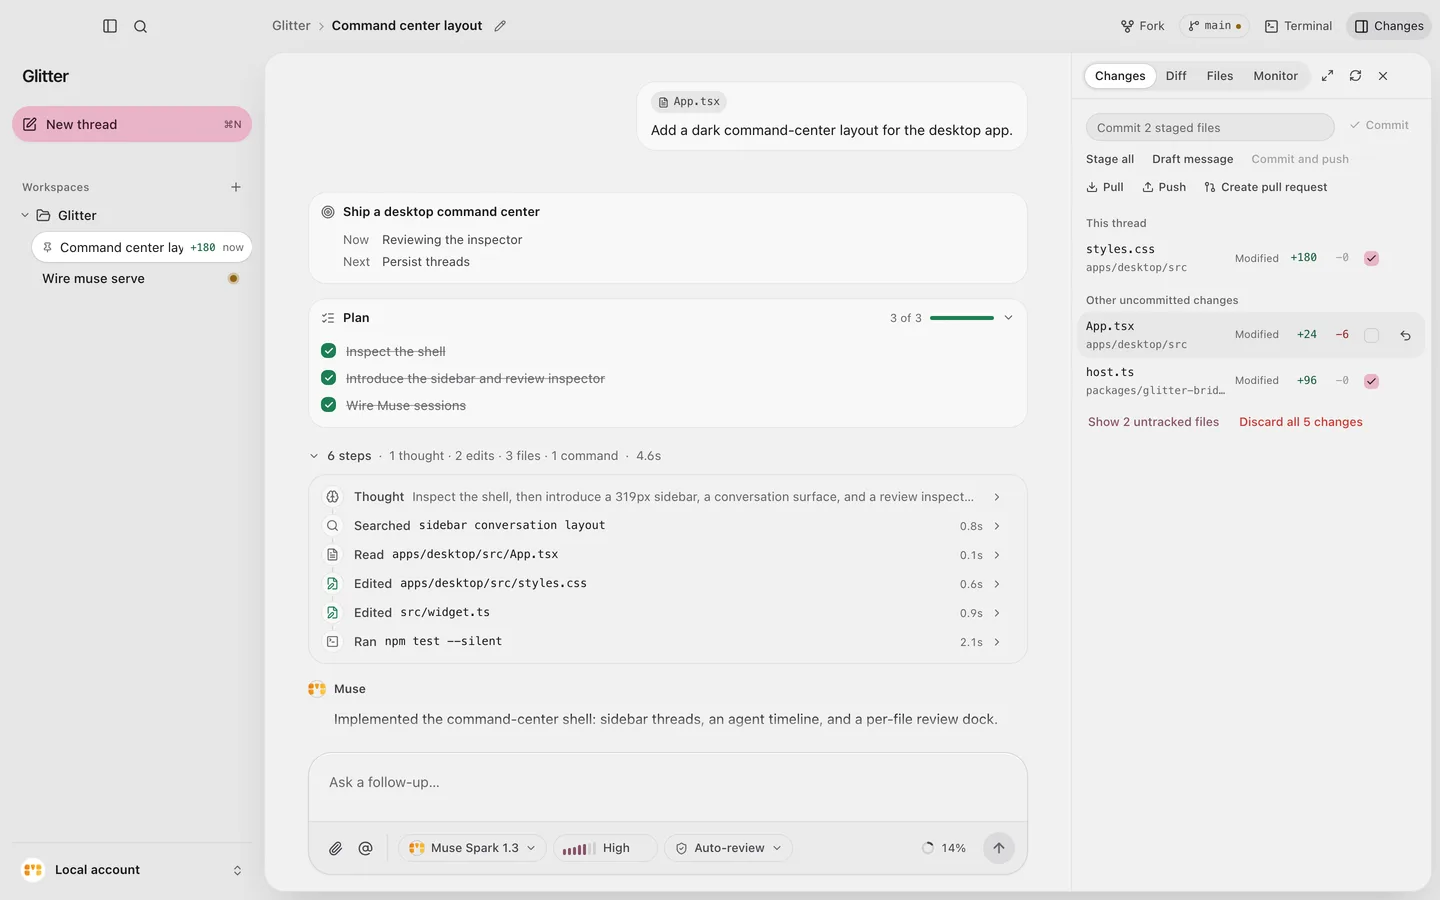 Glitter › Command center layout
Fork
main
Terminal
Changes
Glitter
New thread ⌘N
Workspaces
Glitter
Command center lay +180 now
Wire muse serve
Local account
App.tsx
Add a dark command-center layout for the desktop app.
Ship a desktop command center
Now Reviewing the inspector
Next Persist threads
Plan 3 of 3
Inspect the shell
Introduce the sidebar and review inspector
Wire Muse sessions
6 steps · 1 thought · 2 edits · 3 files · 1 command · 4.6s
Thought Inspect the shell, then introduce a 319px sidebar, a conversation surface, and a review inspect…
Searched sidebar conversation layout 0.8s
Read apps/desktop/src/App.tsx 0.1s
Edited apps/desktop/src/styles.css 0.6s
Edited src/widget.ts 0.9s
Ran npm test --silent 2.1s
Muse
Implemented the command-center shell: sidebar threads, an agent timeline, and a per-file review dock.
Ask a follow-up...
Muse Spark 1.3
High
Auto-review
14%
Changes Diff Files Monitor
Commit 2 staged files
Commit
Stage all Draft message Commit and push
Pull Push Create pull request
This thread
styles.css
apps/desktop/src
Modified +180 −0
Other uncommitted changes
App.tsx
apps/desktop/src
Modified +24 −6
host.ts
packages/glitter-brid…
Modified +96 −0
Show 2 untracked files Discard all 5 changes